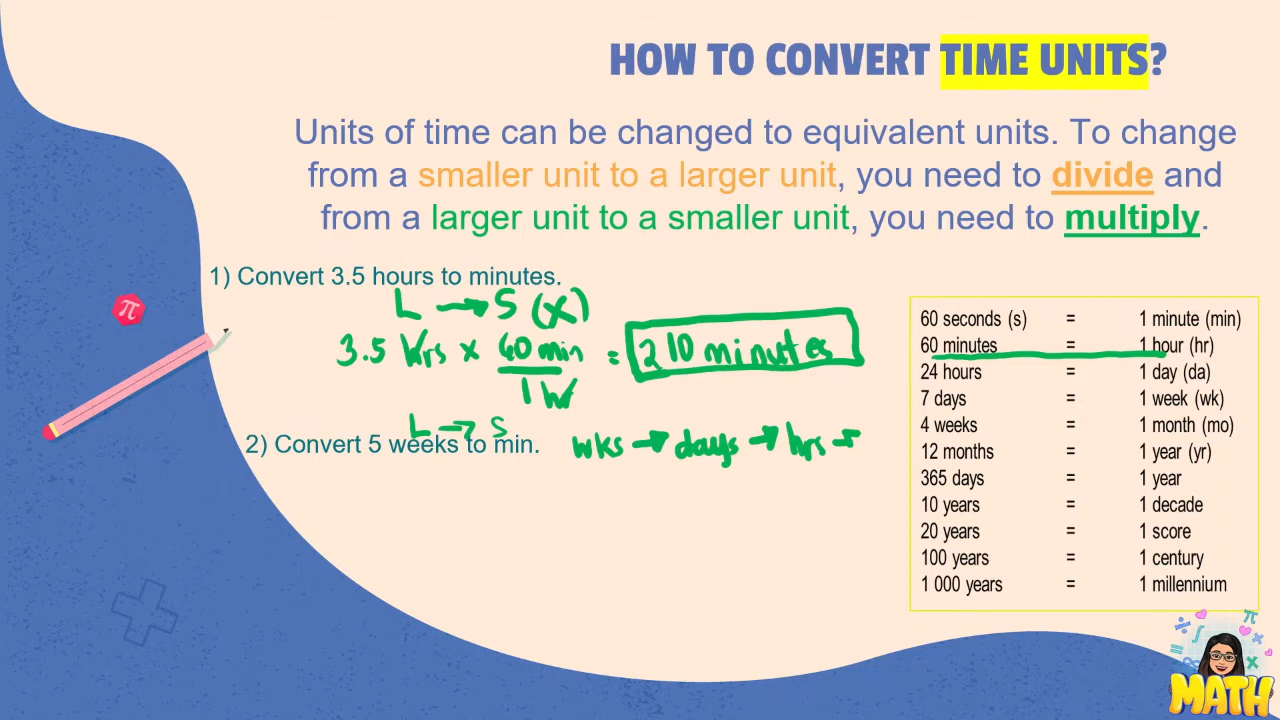 HOW TO CONVERT TIME UNITS?
Units of time can be changed to equivalent units. To change
from a smaller unit to a larger unit, you need to divide and
from a larger unit to a smaller unit, you need to multiply.
1) Convert 3.5 hours to minutes.
L → S (x)
3.5 hrs x 60 min = 210 minutes
1 hr
L → S
2) Convert 5 weeks to min. wks → days → hrs →
60 seconds (s) = 1 minute (min)
60 minutes = 1 hour (hr)
24 hours = 1 day (da)
7 days = 1 week (wk)
4 weeks = 1 month (mo)
12 months = 1 year (yr)
365 days = 1 year
10 years = 1 decade
20 years = 1 score
100 years = 1 century
1 000 years = 1 millennium
π
MATH